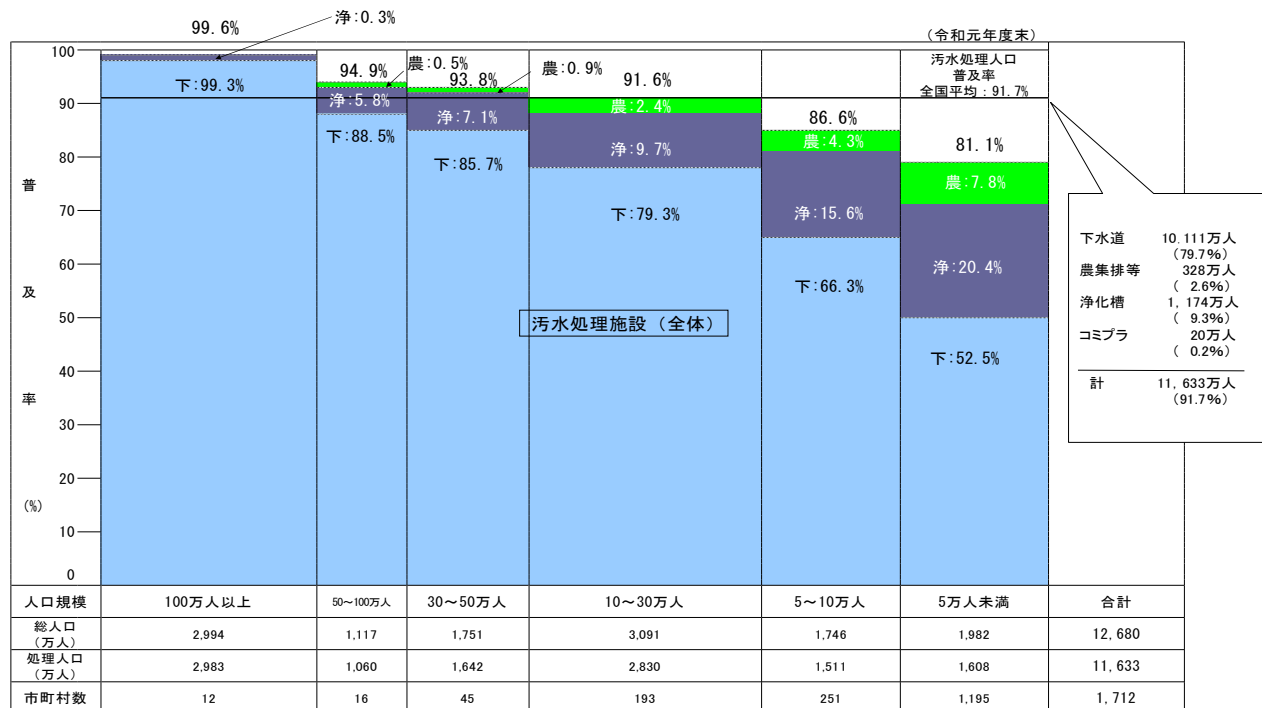 99.6%
浄:0.3%
(令和元年度末)
100
90
80
70
60
50
40
30
20
10
0
普
及
率
(%)
下:99.3%
94.9%
農:0.5%
浄:5.8%
下:88.5%
93.8%
農:0.9%
浄:7.1%
下:85.7%
91.6%
農:2.4%
浄:9.7%
下:79.3%
86.6%
農:4.3%
浄:15.6%
下:66.3%
汚水処理人口
普及率
全国平均:91.7%
81.1%
農:7.8%
浄:20.4%
下:52.5%
汚水処理施設(全体)
下水道 10,111万人
(79.7%)
農集排等 328万人
( 2.6%)
浄化槽 1,174万人
( 9.3%)
コミプラ 20万人
( 0.2%)
計 11,633万人
(91.7%)
人口規模 100万人以上 50~100万人 30~50万人 10~30万人 5~10万人 5万人未満 合計
総人口
(万人) 2,994 1,117 1,751 3,091 1,746 1,982 12,680
処理人口
(万人) 2,983 1,060 1,642 2,830 1,511 1,608 11,633
市町村数 12 16 45 193 251 1,195 1,712